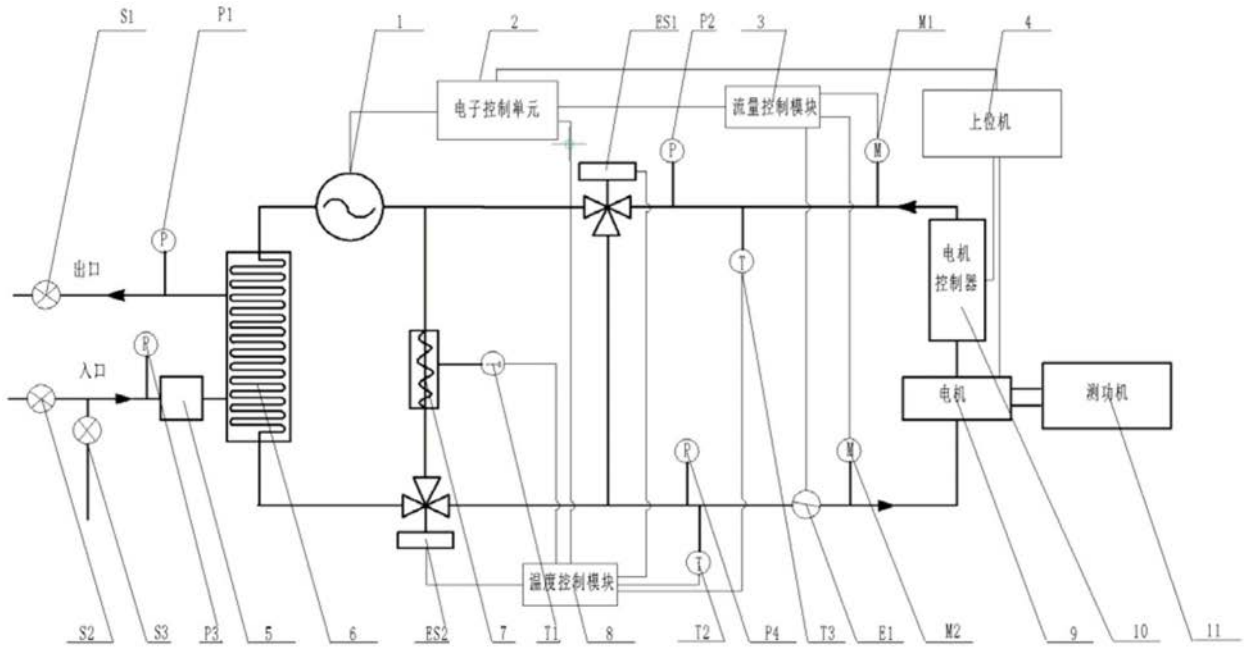 S1
P1
1
2
ES1
P2
3
M1
4
电子控制单元
流量控制模块
上位机
P
M
P
出口
T
电机
控制器
R
入口
电机
测功机
R
M
T
温度控制模块
S2
S3
P3
5
6
ES2
7
T1
8
T2
P4
T3
E1
M2
9
10
11